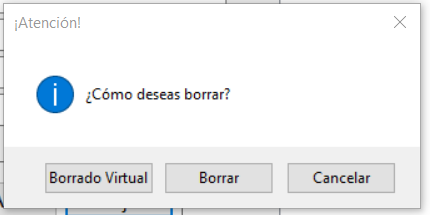 ¡Atención!
¿Cómo deseas borrar?
Borrado Virtual
Borrar
Cancelar